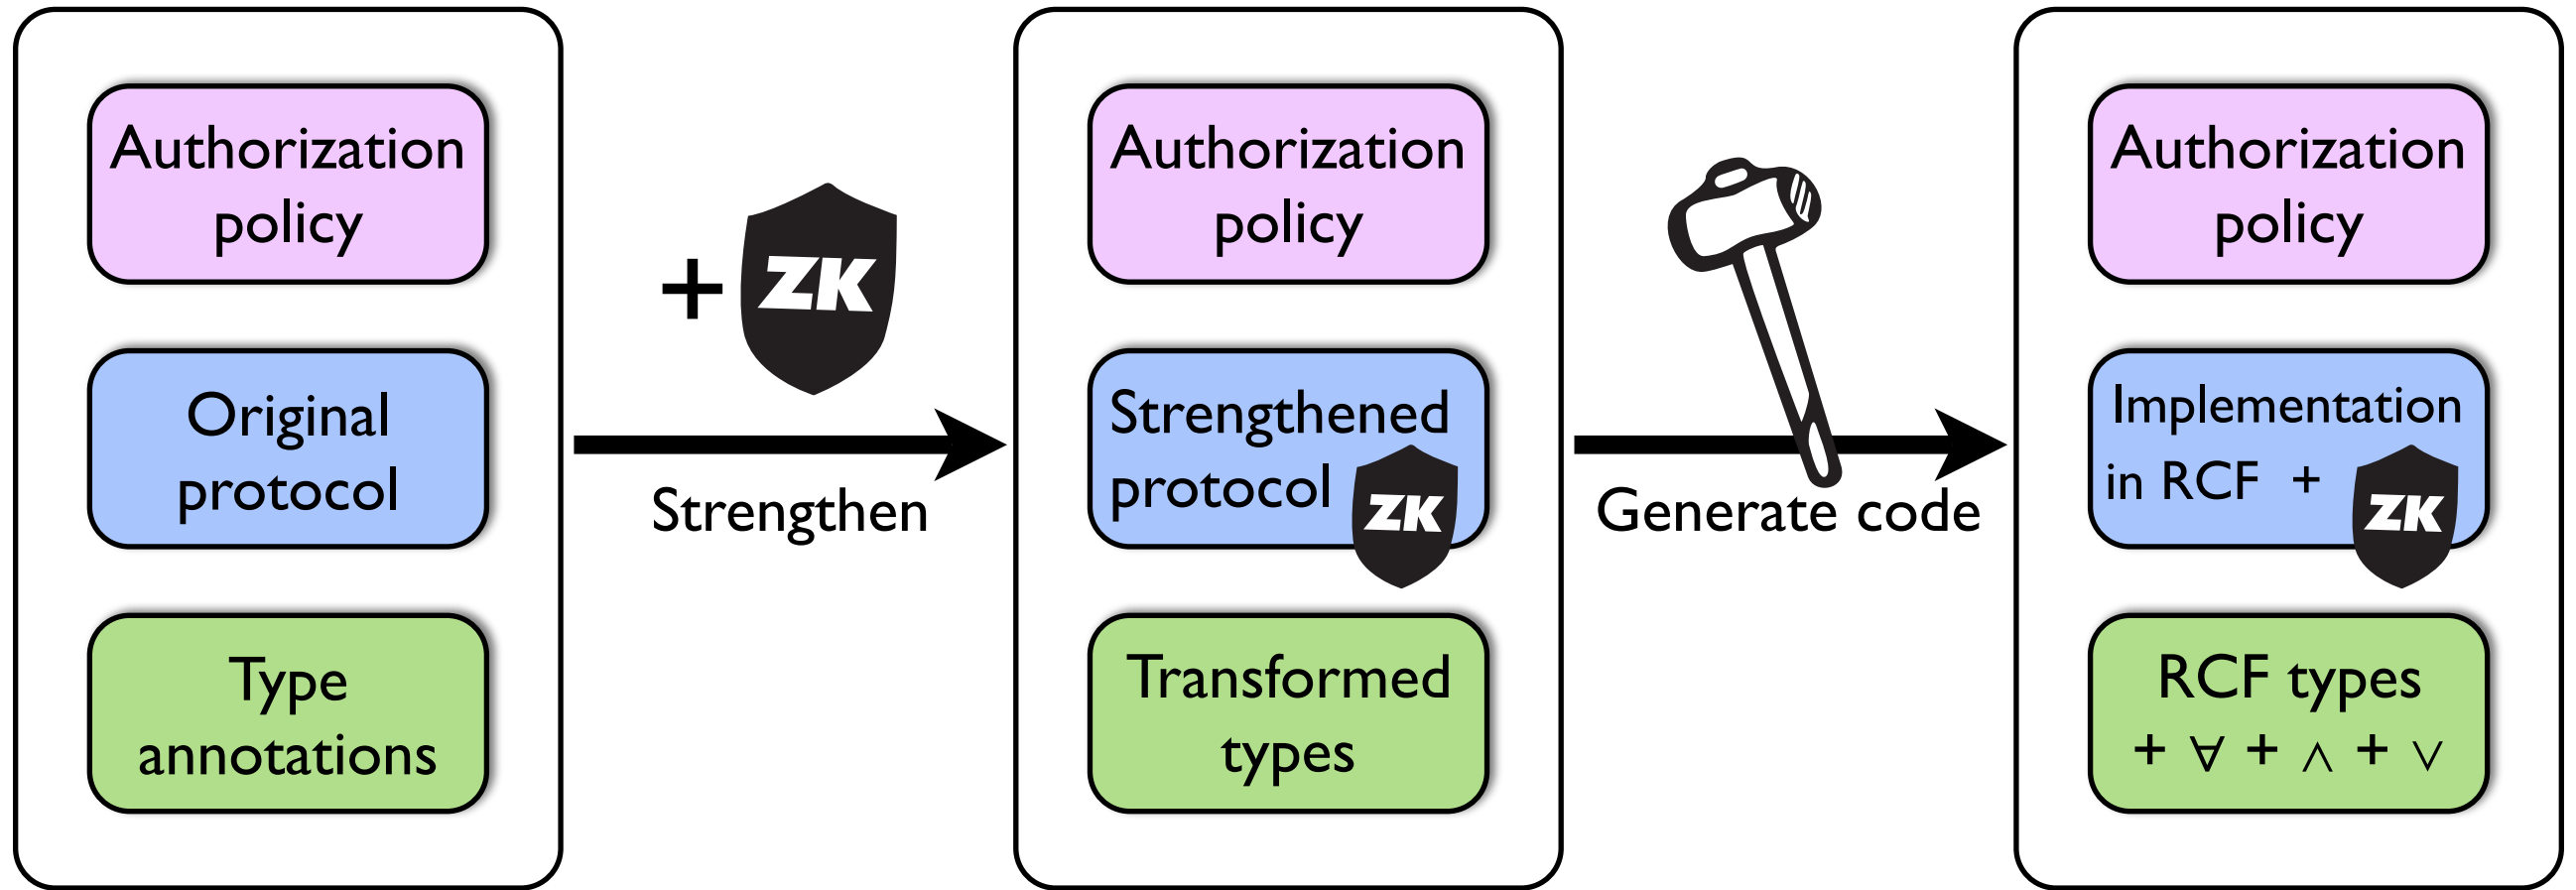 Authorization
policy
Original
protocol
Type
annotations
+ ZK
Strengthen
Authorization
policy
Strengthened
protocol
ZK
Transformed
types
Generate code
Authorization
policy
Implementation
in RCF +
ZK
RCF types
+ ∀ + ∧ + ∨